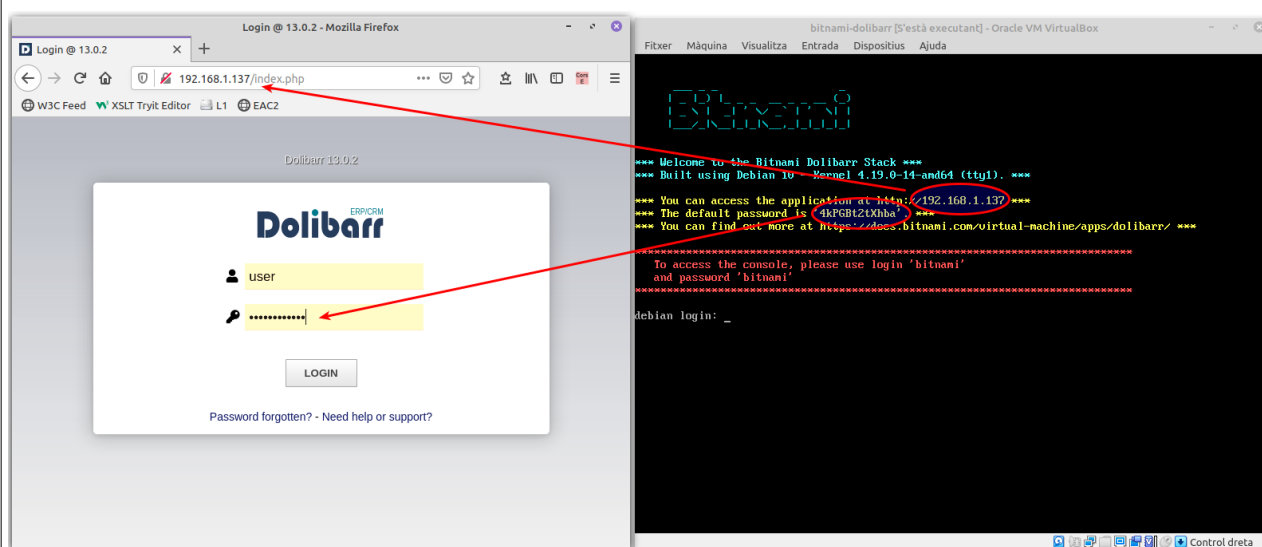 Login @ 13.0.2 - Mozilla Firefox
Login @ 13.0.2
192.168.1.137/index.php
W3C Feed XSLT Tryit Editor L1 EAC2
Dolibarr 13.0.2
ERP/CRM
Dolibarr
user
••••••••••••
LOGIN
Password forgotten? - Need help or support?
bitnami-dolibarr [S'està executant] - Oracle VM VirtualBox
Fitxer Màquina Visualitza Entrada Dispositius Ajuda
Bitnami
*** Welcome to the Bitnami Dolibarr Stack ***
*** Built using Debian 10 - Kernel 4.19.0-14-amd64 (tty1). ***
*** You can access the application at http://192.168.1.137 ***
*** The default password is '4kPGBt2tXhba'. ***
*** You can find out more at https://docs.bitnami.com/virtual-machine/apps/dolibarr/ ***
To access the console, please use login 'bitnami'
and password 'bitnami'
debian login: _
Control dreta